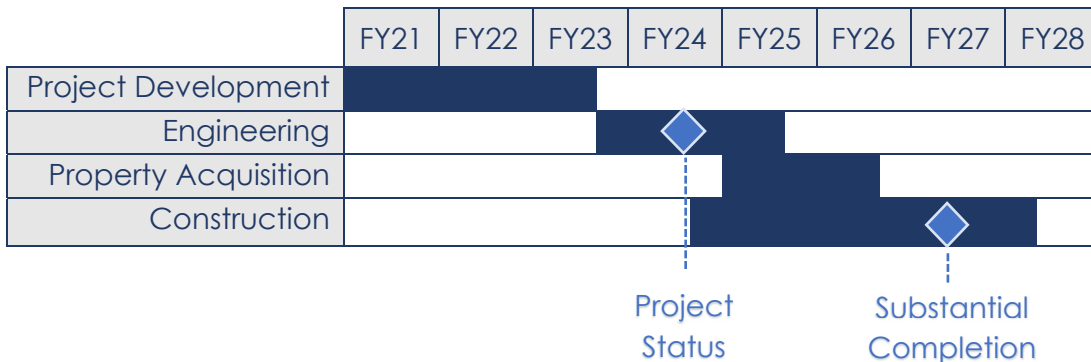 FY21 FY22 FY23 FY24 FY25 FY26 FY27 FY28
Project Development
Engineering
Property Acquisition
Construction
Project
Status
Substantial
Completion